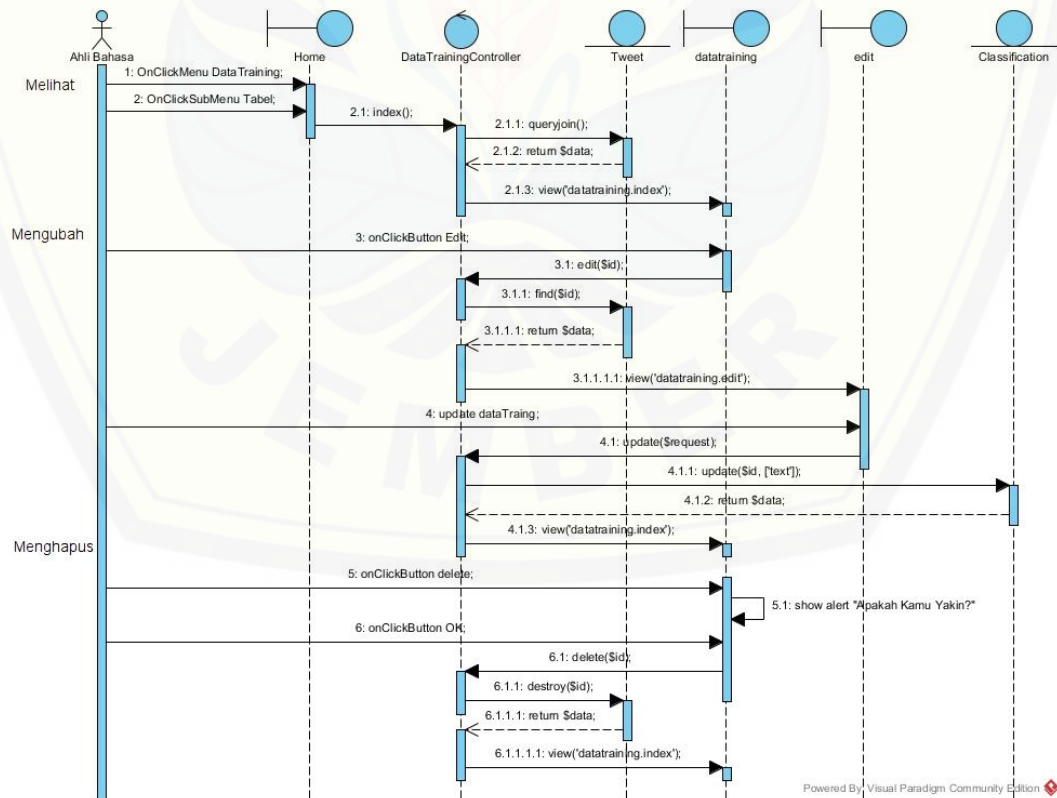 Ahli Bahasa
Home
DataTrainingController
Tweet
datatraining
edit
Classification
Melihat
1: OnClickMenu DataTraining;
2: OnClickSubMenu Tabel;
2.1: index();
2.1.1: queryjoin();
2.1.2: return $data;
2.1.3: view('datatraining.index');
Mengubah
3: onClickButton Edit;
3.1: edit($id);
3.1.1: find($id);
3.1.1.1: return $data;
3.1.1.1.1: view('datatraining.edit');
4: update dataTraing;
4.1: update($request);
4.1.1: update($id, ['text']);
4.1.2: return $data;
4.1.3: view('datatraining.index');
Menghapus
5: onClickButton delete;
5.1: show alert "Apakah Kamu Yakin?"
6: onClickButton OK;
6.1: delete($id);
6.1.1: destroy($id);
6.1.1.1: return $data;
6.1.1.1.1: view('datatraining.index');
JEMBER
Powered By Visual Paradigm Community Edition